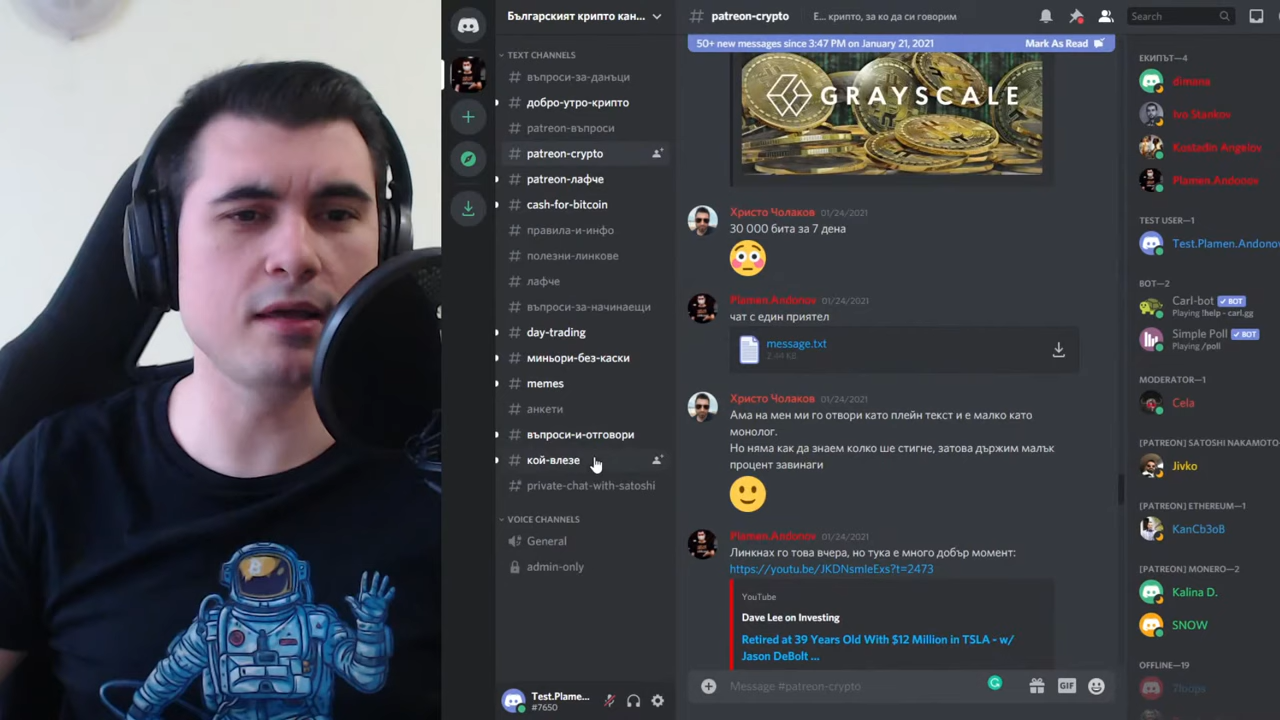 Българският крипто кан...
TEXT CHANNELS
въпроси-за-данъци
добро-утро-крипто
patreon-въпроси
patreon-crypto
patreon-лафче
cash-for-bitcoin
правила-и-инфо
полезни-линкове
лафче
въпроси-за-начинаещи
day-trading
миньори-без-каски
memes
анкети
въпроси-и-отговори
кой-влезе
private-chat-with-satoshi
VOICE CHANNELS
General
admin-only
Test.Plame...
#7650
patreon-crypto
Е... крипто, за ко да си говорим
Search
50+ new messages since 3:47 PM on January 21, 2021
Mark As Read
GRAYSCALE
Христо Чолаков 01/24/2021
30 000 бита за 7 дена
Plamen.Andonov 01/24/2021
чат с един приятел
message.txt
2.44 KB
Христо Чолаков 01/24/2021
Ама на мен ми го отвори като плейн текст и е малко като
монолог.
Но няма как да знаем колко ше стигне, затова държим малък
процент завинаги
Plamen.Andonov 01/24/2021
Линкнах го това вчера, но тука е много добър момент:
https://youtu.be/JKDNsmIeExs?t=2473
YouTube
Dave Lee on Investing
Retired at 39 Years Old With $12 Million in TSLA - w/
Jason DeBolt ...
Message #patreon-crypto
GIF
ЕКИПЪТ—4
dimana
Ivo Stankov
Kostadin Angelov
Plamen.Andonov
TEST USER—1
Test.Plamen.Andono
BOT—2
Carl-bot BOT
Playing !help - carl.gg
Simple Poll BOT
Playing /poll
MODERATOR—1
Cela
[PATREON] SATOSHI NAKAMOTO
Jivko
[PATREON] ETHEREUM—1
KanCb3oB
[PATREON] MONERO—2
Kalina D.
SNOW
OFFLINE—19
7loops